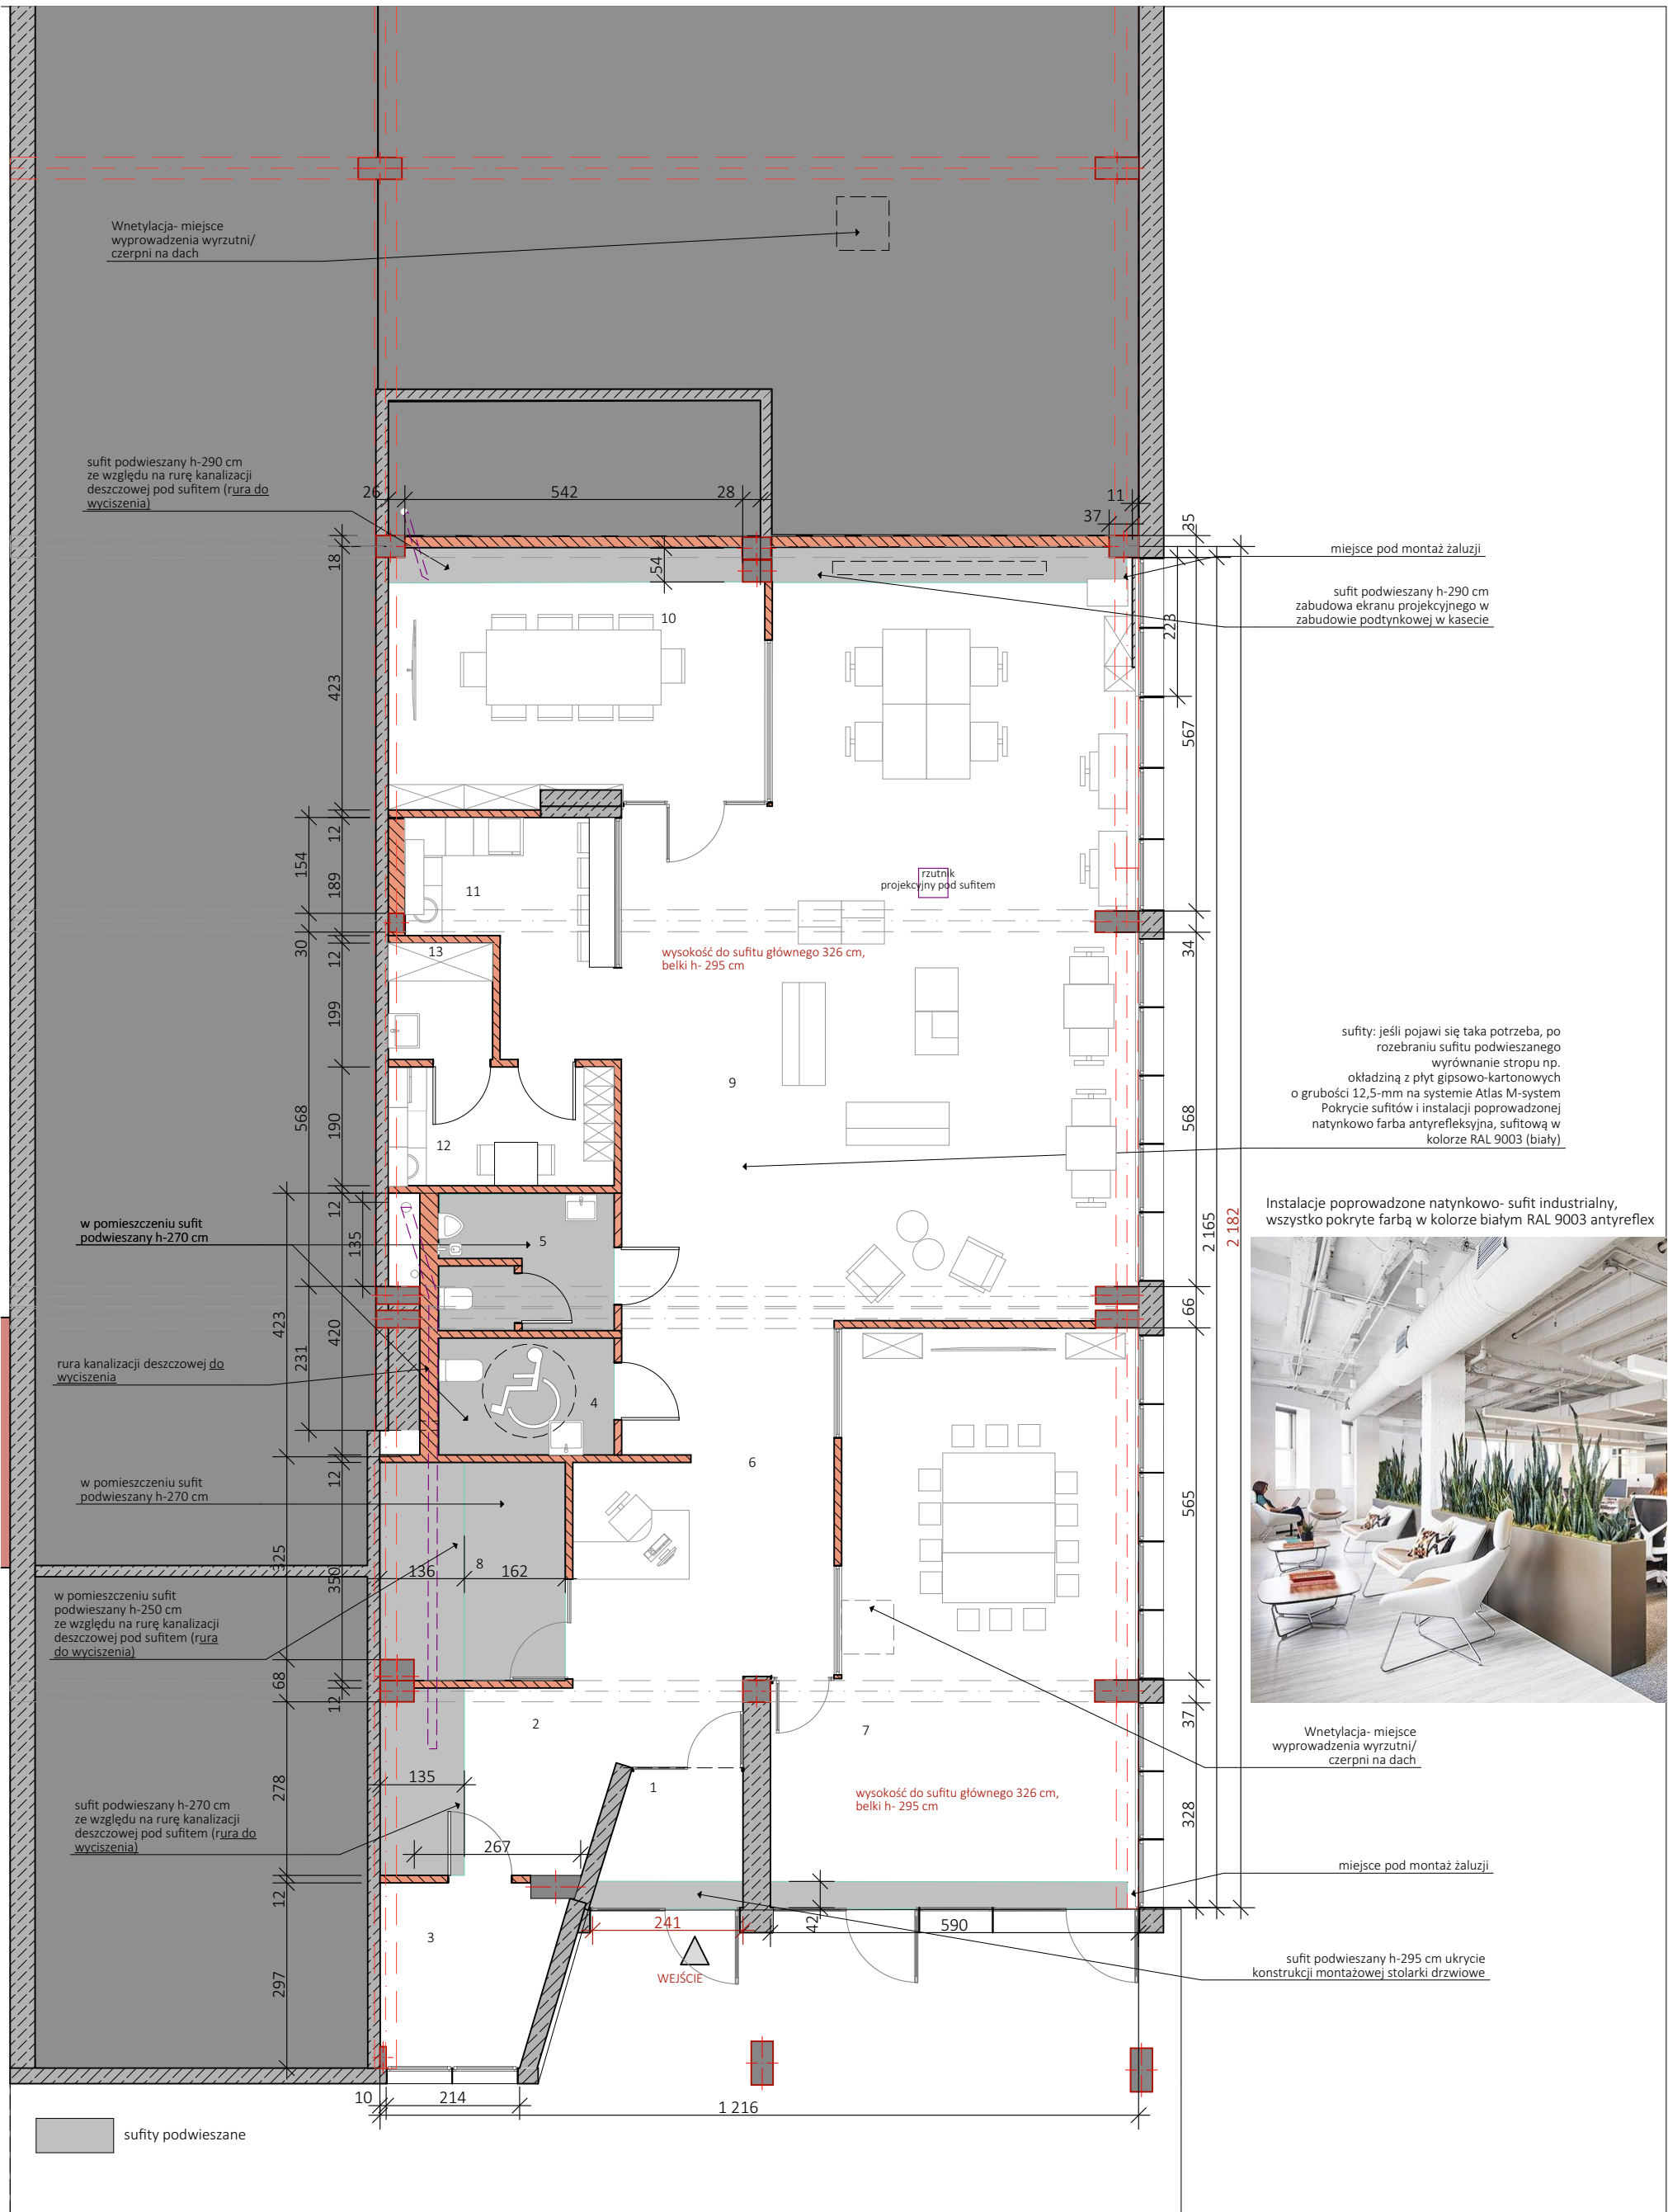 Wnetylacja- miejsce
wyprowadzenia wyrzutni/
czerpni na dach
sufit podwieszany h-290 cm
ze względu na rurę kanalizacji
deszczowej pod sufitem (rura do
wyciszenia)
26
542
28
11
37
35
18
54
miejsce pod montaż żaluzji
sufit podwieszany h-290 cm
zabudowa ekranu projekcyjnego w
zabudowie podtynkowej w kasecie
10
223
423
567
12
154
189
11
rzutnik
projekcyjny pod sufitem
30
12
13
wysokość do sufitu głównego 326 cm,
belki h- 295 cm
34
199
sufity: jeśli pojawi się taka potrzeba, po
rozebraniu sufitu podwieszanego
wyrównanie stropu np.
okładziną z płyt gipsowo-kartonowych
o grubości 12,5-mm na systemie Atlas M-system
Pokrycie sufitów i instalacji poprowadzonej
natynkowo farba antyrefleksyjna, sufitową w
kolorze RAL 9003 (biały)
9
568
190
568
12
12
135
w pomieszczeniu sufit
podwieszany h-270 cm
5
2 165
2 182
Instalacje poprowadzone natynkowo- sufit industrialny,
wszystko pokryte farbą w kolorze białym RAL 9003 antyreflex
66
423
420
231
rura kanalizacji deszczowej do
wyciszenia
4
6
12
w pomieszczeniu sufit
podwieszany h-270 cm
565
325
350
136
8
162
w pomieszczeniu sufit
podwieszany h-250 cm
ze względu na rurę kanalizacji
deszczowej pod sufitem (rura
do wyciszenia)
68
12
2
7
37
Wnetylacja- miejsce
wyprowadzenia wyrzutni/
czerpni na dach
135
1
278
wysokość do sufitu głównego 326 cm,
belki h- 295 cm
328
sufit podwieszany h-270 cm
ze względu na rurę kanalizacji
deszczowej pod sufitem (rura do
wyciszenia)
267
miejsce pod montaż żaluzji
12
241
42
590
3
WEJŚCIE
sufit podwieszany h-295 cm ukrycie
konstrukcji montażowej stolarki drzwiowe
297
10
214
1 216
sufity podwieszane